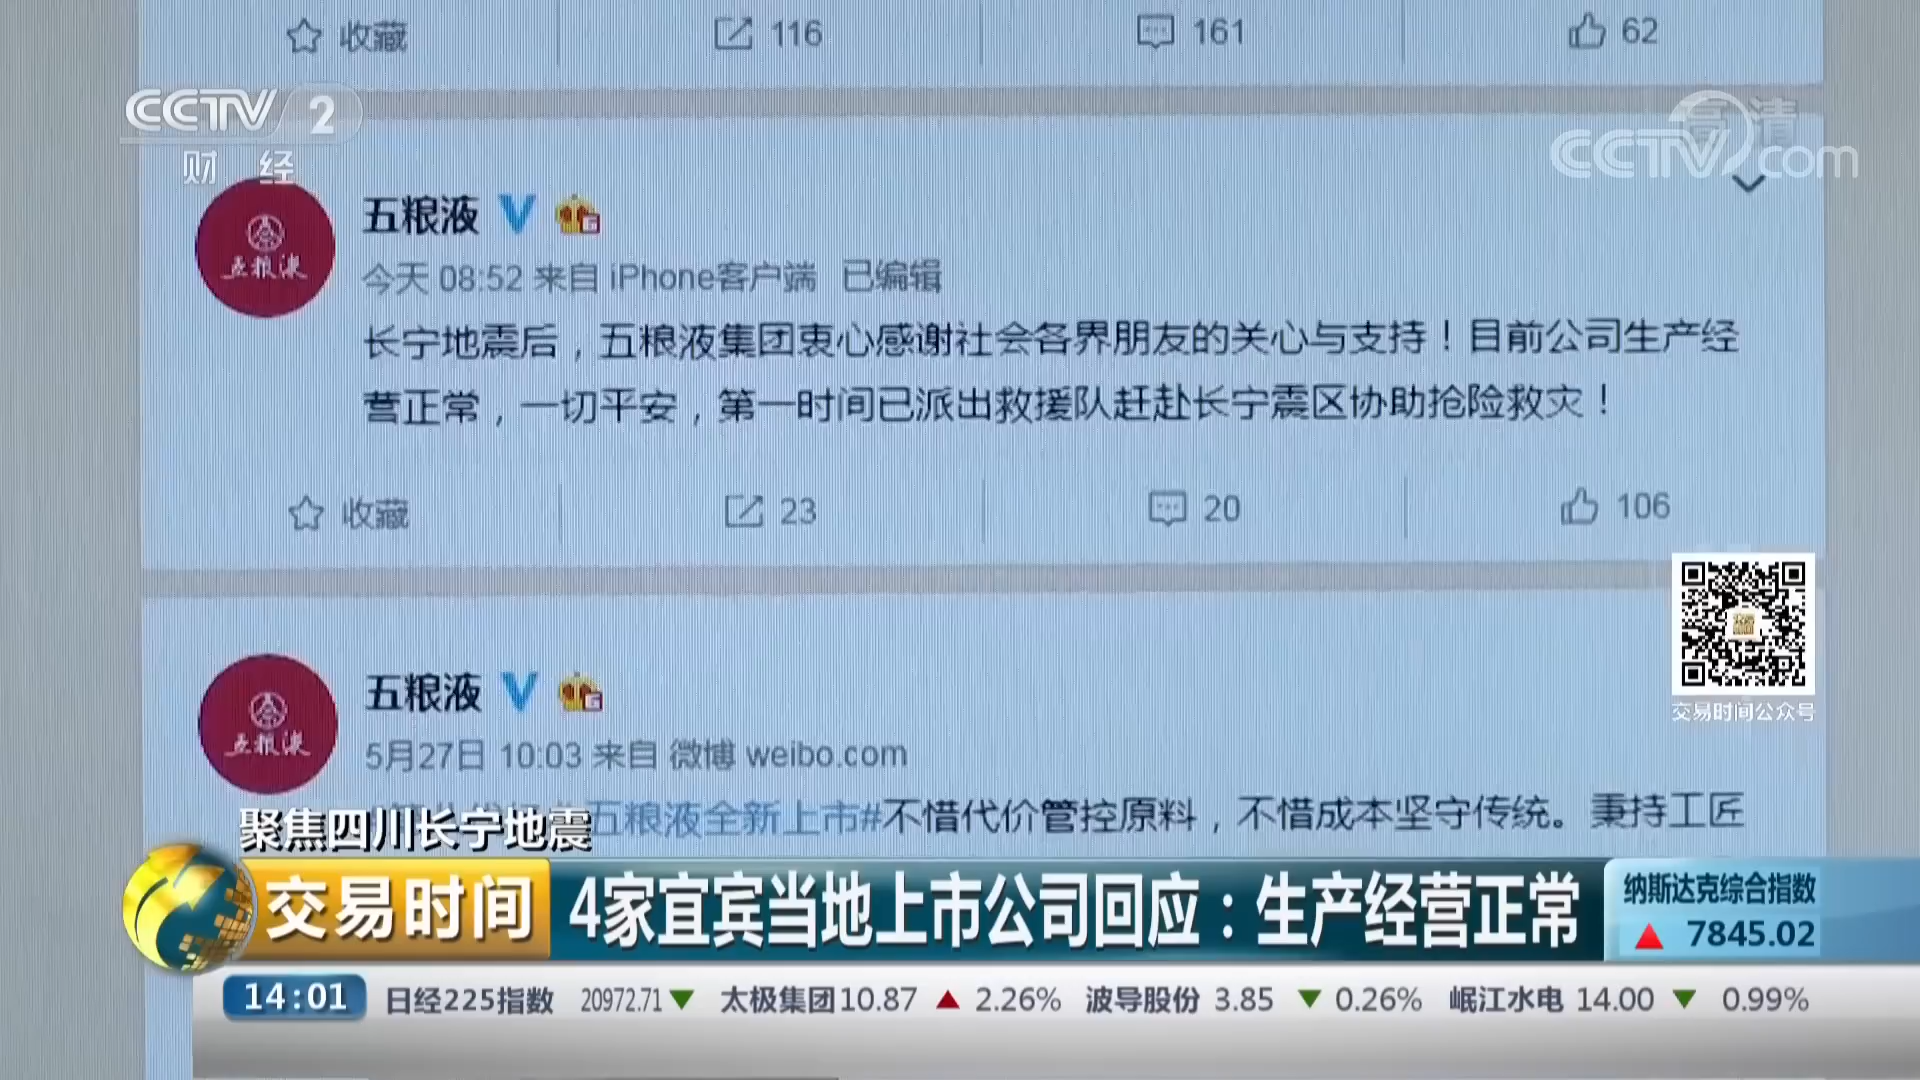 收藏 116 161 62
CCTV 2
财 经
高清
CCTV.com
五粮液
五粮液
今天 08:52 来自 iPhone客户端 已编辑
长宁地震后，五粮液集团衷心感谢社会各界朋友的关心与支持！目前公司生产经
营正常，一切平安，第一时间已派出救援队赶赴长宁震区协助抢险救灾！
收藏 23 20 106
交易时间公众号
五粮液
五粮液
5月27日 10:03 来自 微博 weibo.com
五粮液全新上市#不惜代价管控原料，不惜成本坚守传统。秉持工匠
聚焦四川长宁地震
交易时间
4家宜宾当地上市公司回应：生产经营正常
纳斯达克综合指数
▲ 7845.02
14:01 日经225指数 20972.71▼ 太极集团10.87 ▲ 2.26% 波导股份 3.85 ▼ 0.26% 岷江水电 14.00 ▼ 0.99%